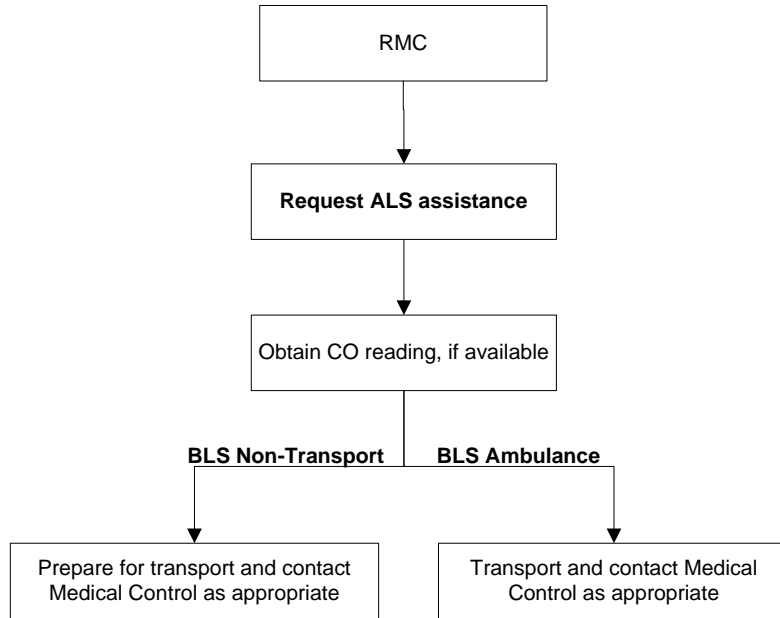 RMC
Request ALS assistance
Obtain CO reading, if available
BLS Non-Transport
BLS Ambulance
Prepare for transport and contact
Medical Control as appropriate
Transport and contact Medical
Control as appropriate